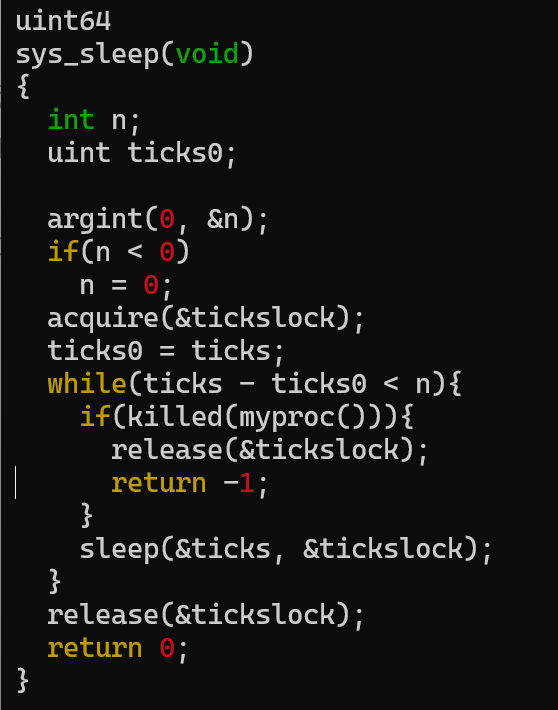 uint64
sys_sleep(void)
{
  int n;
  uint ticks0;

  argint(0, &n);
  if(n < 0)
    n = 0;
  acquire(&tickslock);
  ticks0 = ticks;
  while(ticks - ticks0 < n){
    if(killed(myproc())){
      release(&tickslock);
      return -1;
    }
    sleep(&ticks, &tickslock);
  }
  release(&tickslock);
  return 0;
}